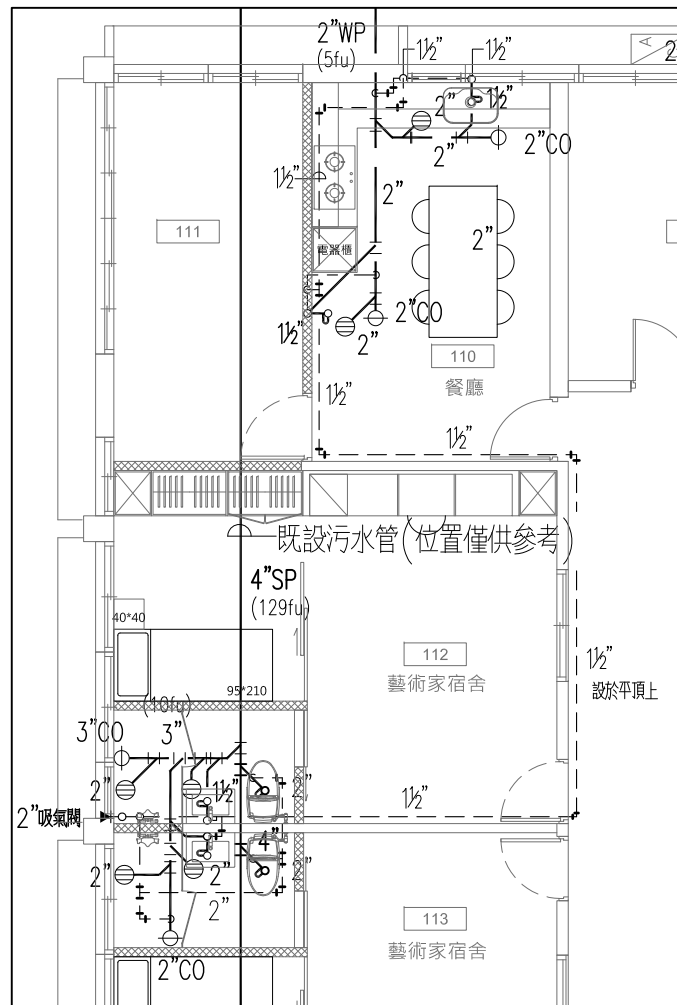 2”WP
(5fu)
1½”
1½”
A
2
1½”
2”
2”
2”CO
1½”
2”
2”
111
電器櫃
2”CO
1½”
2”
110
餐廳
1½”
1½”
既設污水管(位置僅供參考)
4”SP
(129fu)
40*40
112
藝術家宿舍
1½”
設於平頂上
95*210
(10fu)
3”CO
3”
2”
1½”
2”
1½”
2”吸氣閥
4”
2”
2”
2”
2”
113
藝術家宿舍
2”CO